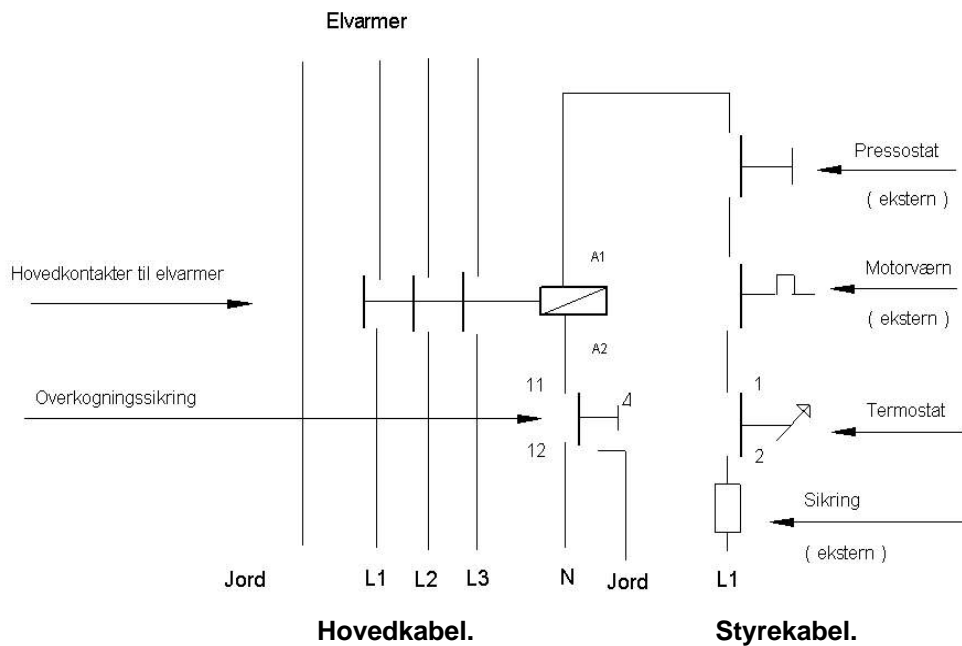 Elvarmer
Pressostat
( ekstern )
A1
Hovedkontakter til elvarmer
Motorværn
( ekstern )
A2
11
1
Overkogningssikring
4
Termostat
12
2
Sikring
( ekstern )
Jord
L1
L2
L3
N
Jord
L1
Hovedkabel.
Styrekabel.